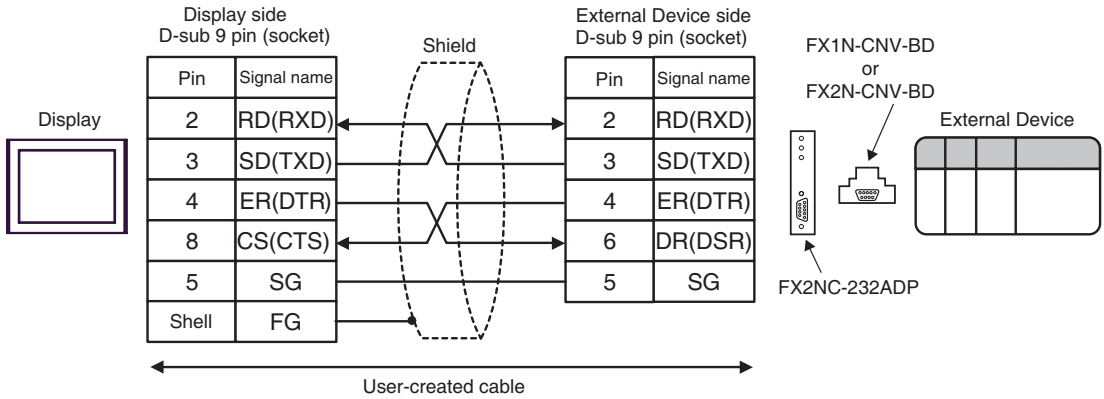 Display side
D-sub 9 pin (socket)
Shield
External Device side
D-sub 9 pin (socket)
FX1N-CNV-BD
or
FX2N-CNV-BD
Display
External Device
Pin Signal name
2 RD(RXD)
3 SD(TXD)
4 ER(DTR)
8 CS(CTS)
5 SG
Shell FG
Pin Signal name
2 RD(RXD)
3 SD(TXD)
4 ER(DTR)
6 DR(DSR)
5 SG
FX2NC-232ADP
User-created cable